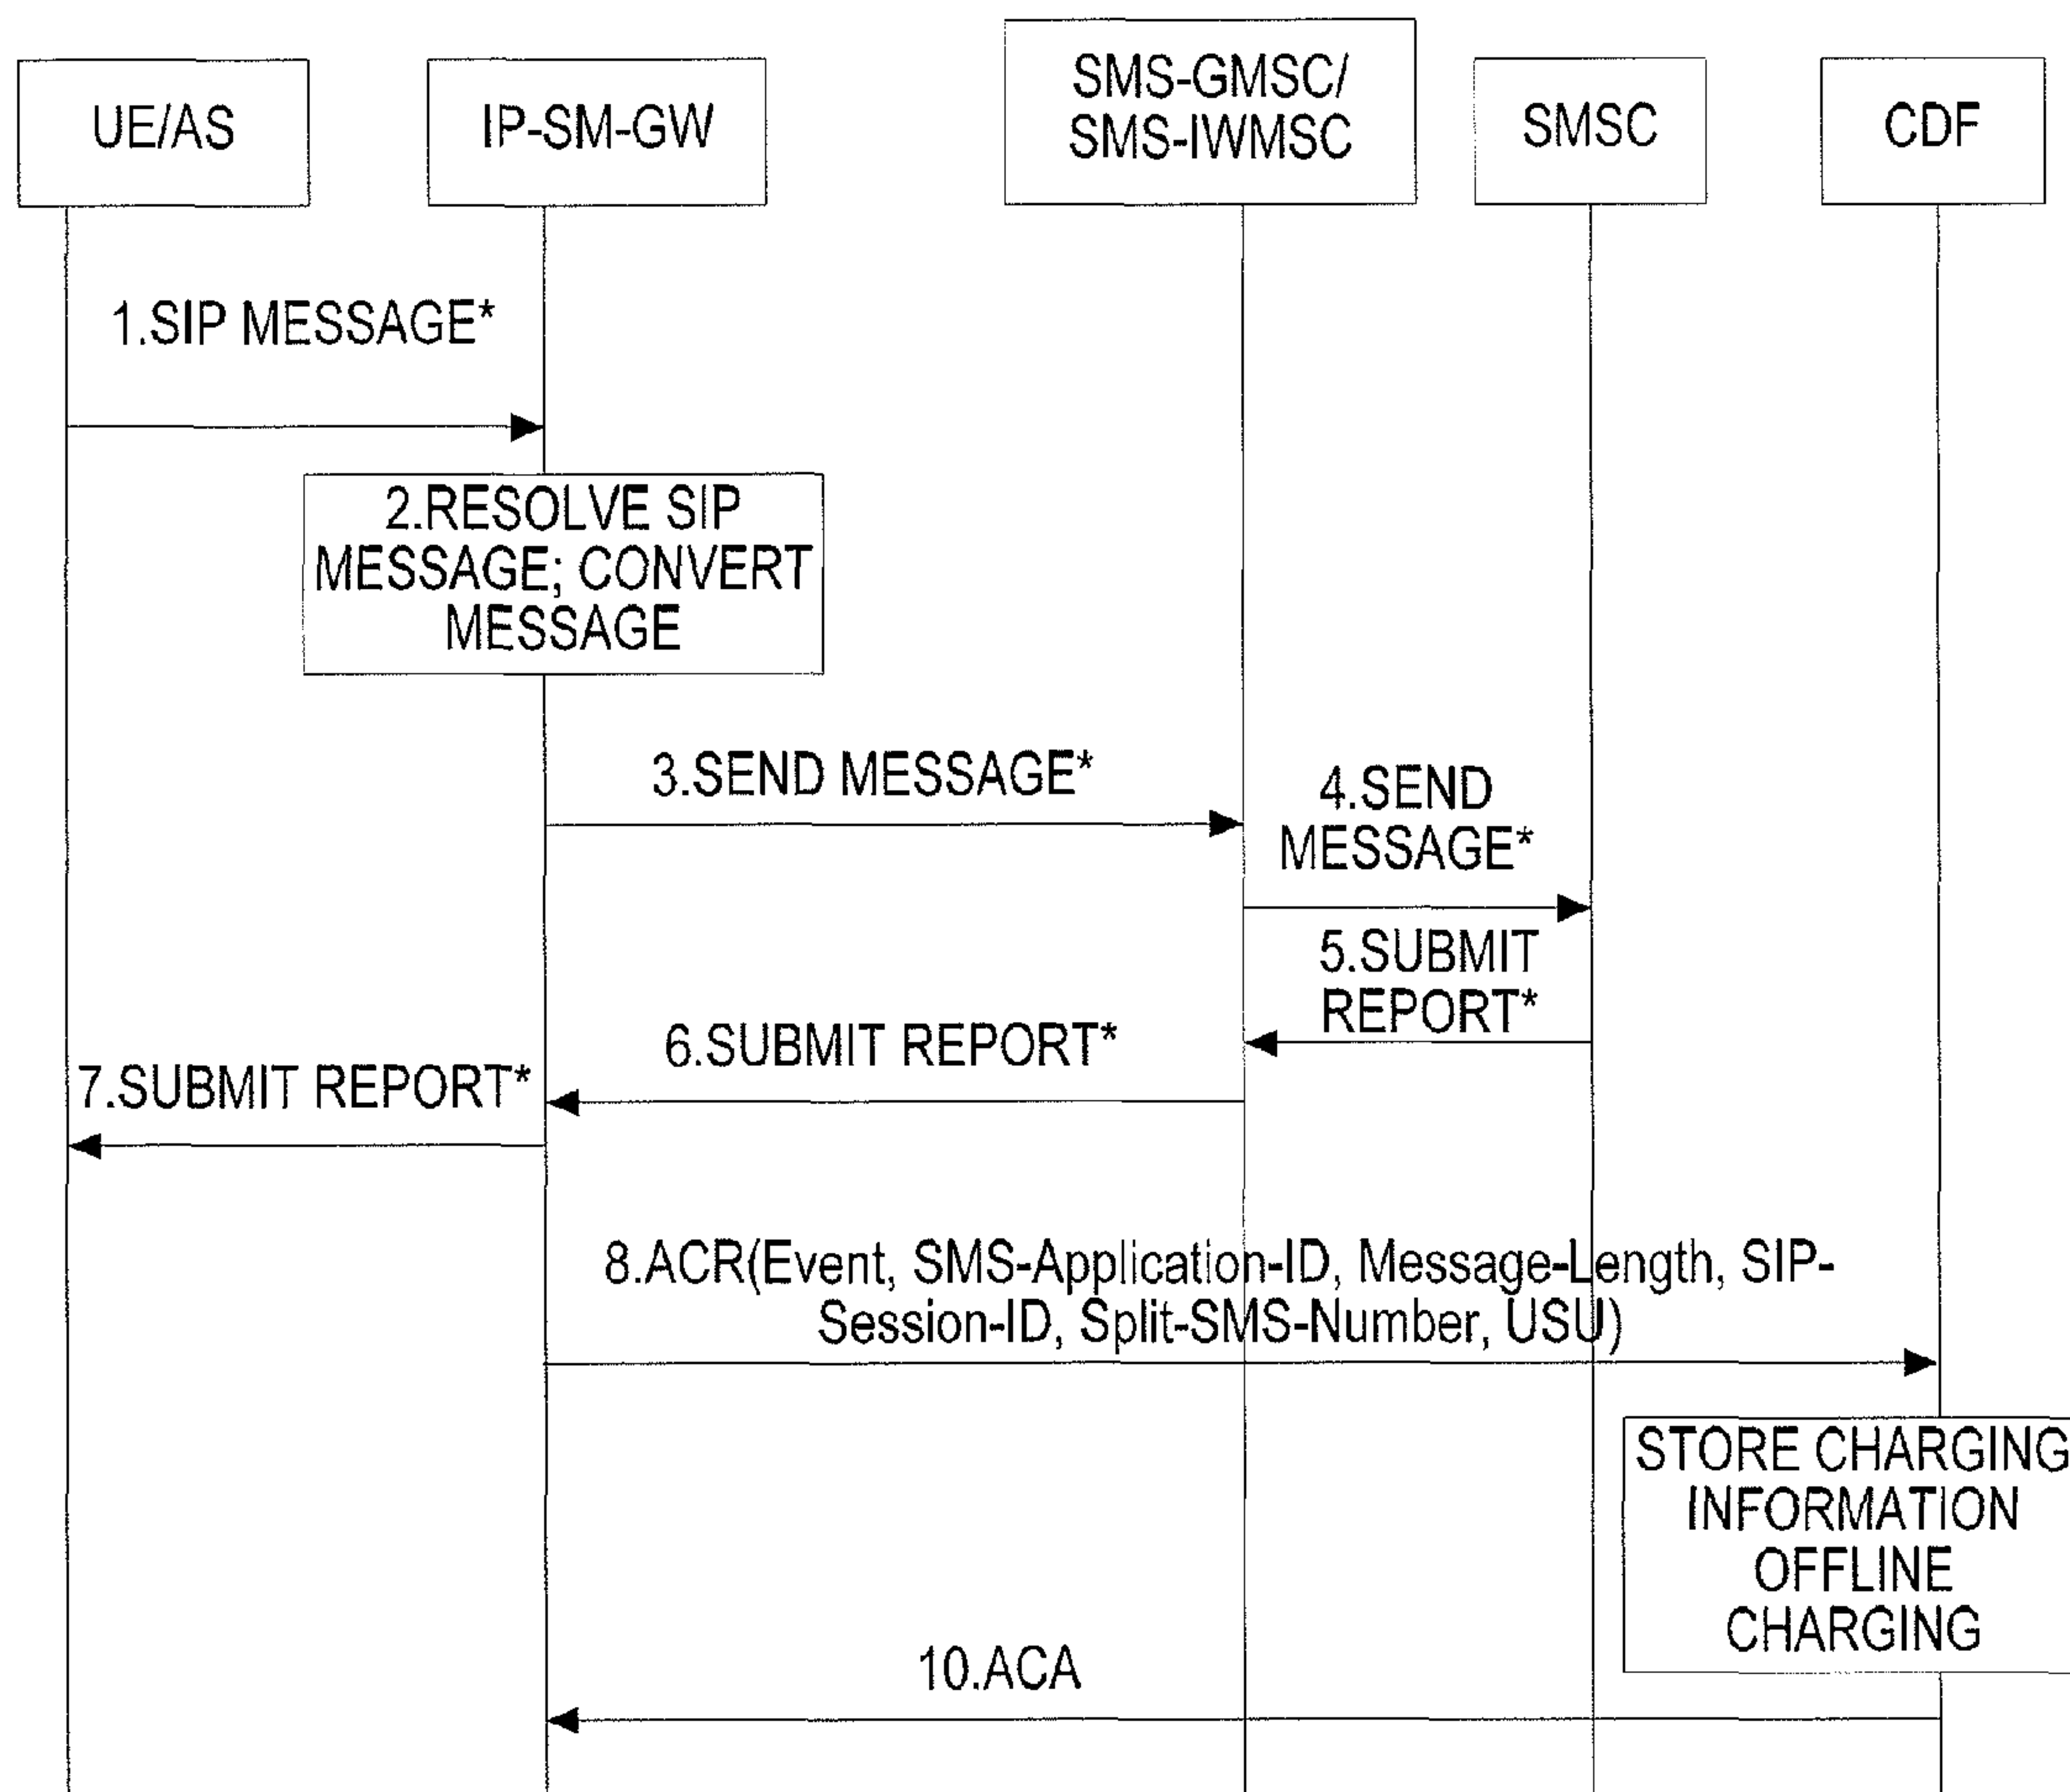 UE/AS
IP-SM-GW
SMS-GMSC/
SMS-IWMSC
SMSC
CDF
1.SIP MESSAGE*
2.RESOLVE SIP
MESSAGE; CONVERT
MESSAGE
3.SEND MESSAGE*
4.SEND
MESSAGE*
5.SUBMIT
REPORT*
6.SUBMIT REPORT*
7.SUBMIT REPORT*
8.ACR(Event, SMS-Application-ID, Message-Length, SIP-
Session-ID, Split-SMS-Number, USU)
STORE CHARGING
INFORMATION
OFFLINE
CHARGING
10.ACA